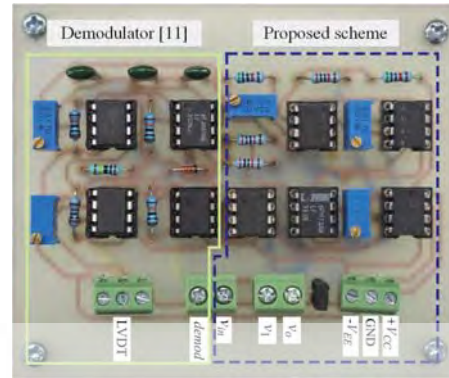 Demodulator [11]
Proposed scheme
LVDT
demod
Vin
V1
Vo
-VEE
GND
+VCC